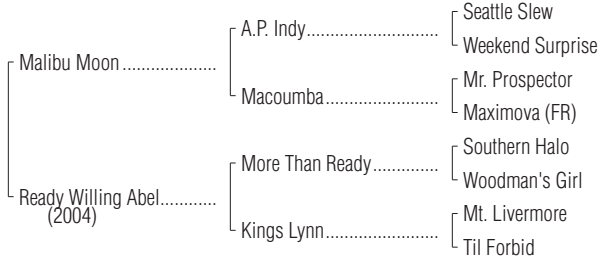 Seattle Slew
A.P. Indy........................
Weekend Surprise
Malibu Moon....................
Mr. Prospector
Macoumba........................
Maximova (FR)
Southern Halo
More Than Ready..............
Woodman's Girl
Ready Willing Abel............
(2004)
Mt. Livermore
Kings Lynn........................
Til Forbid